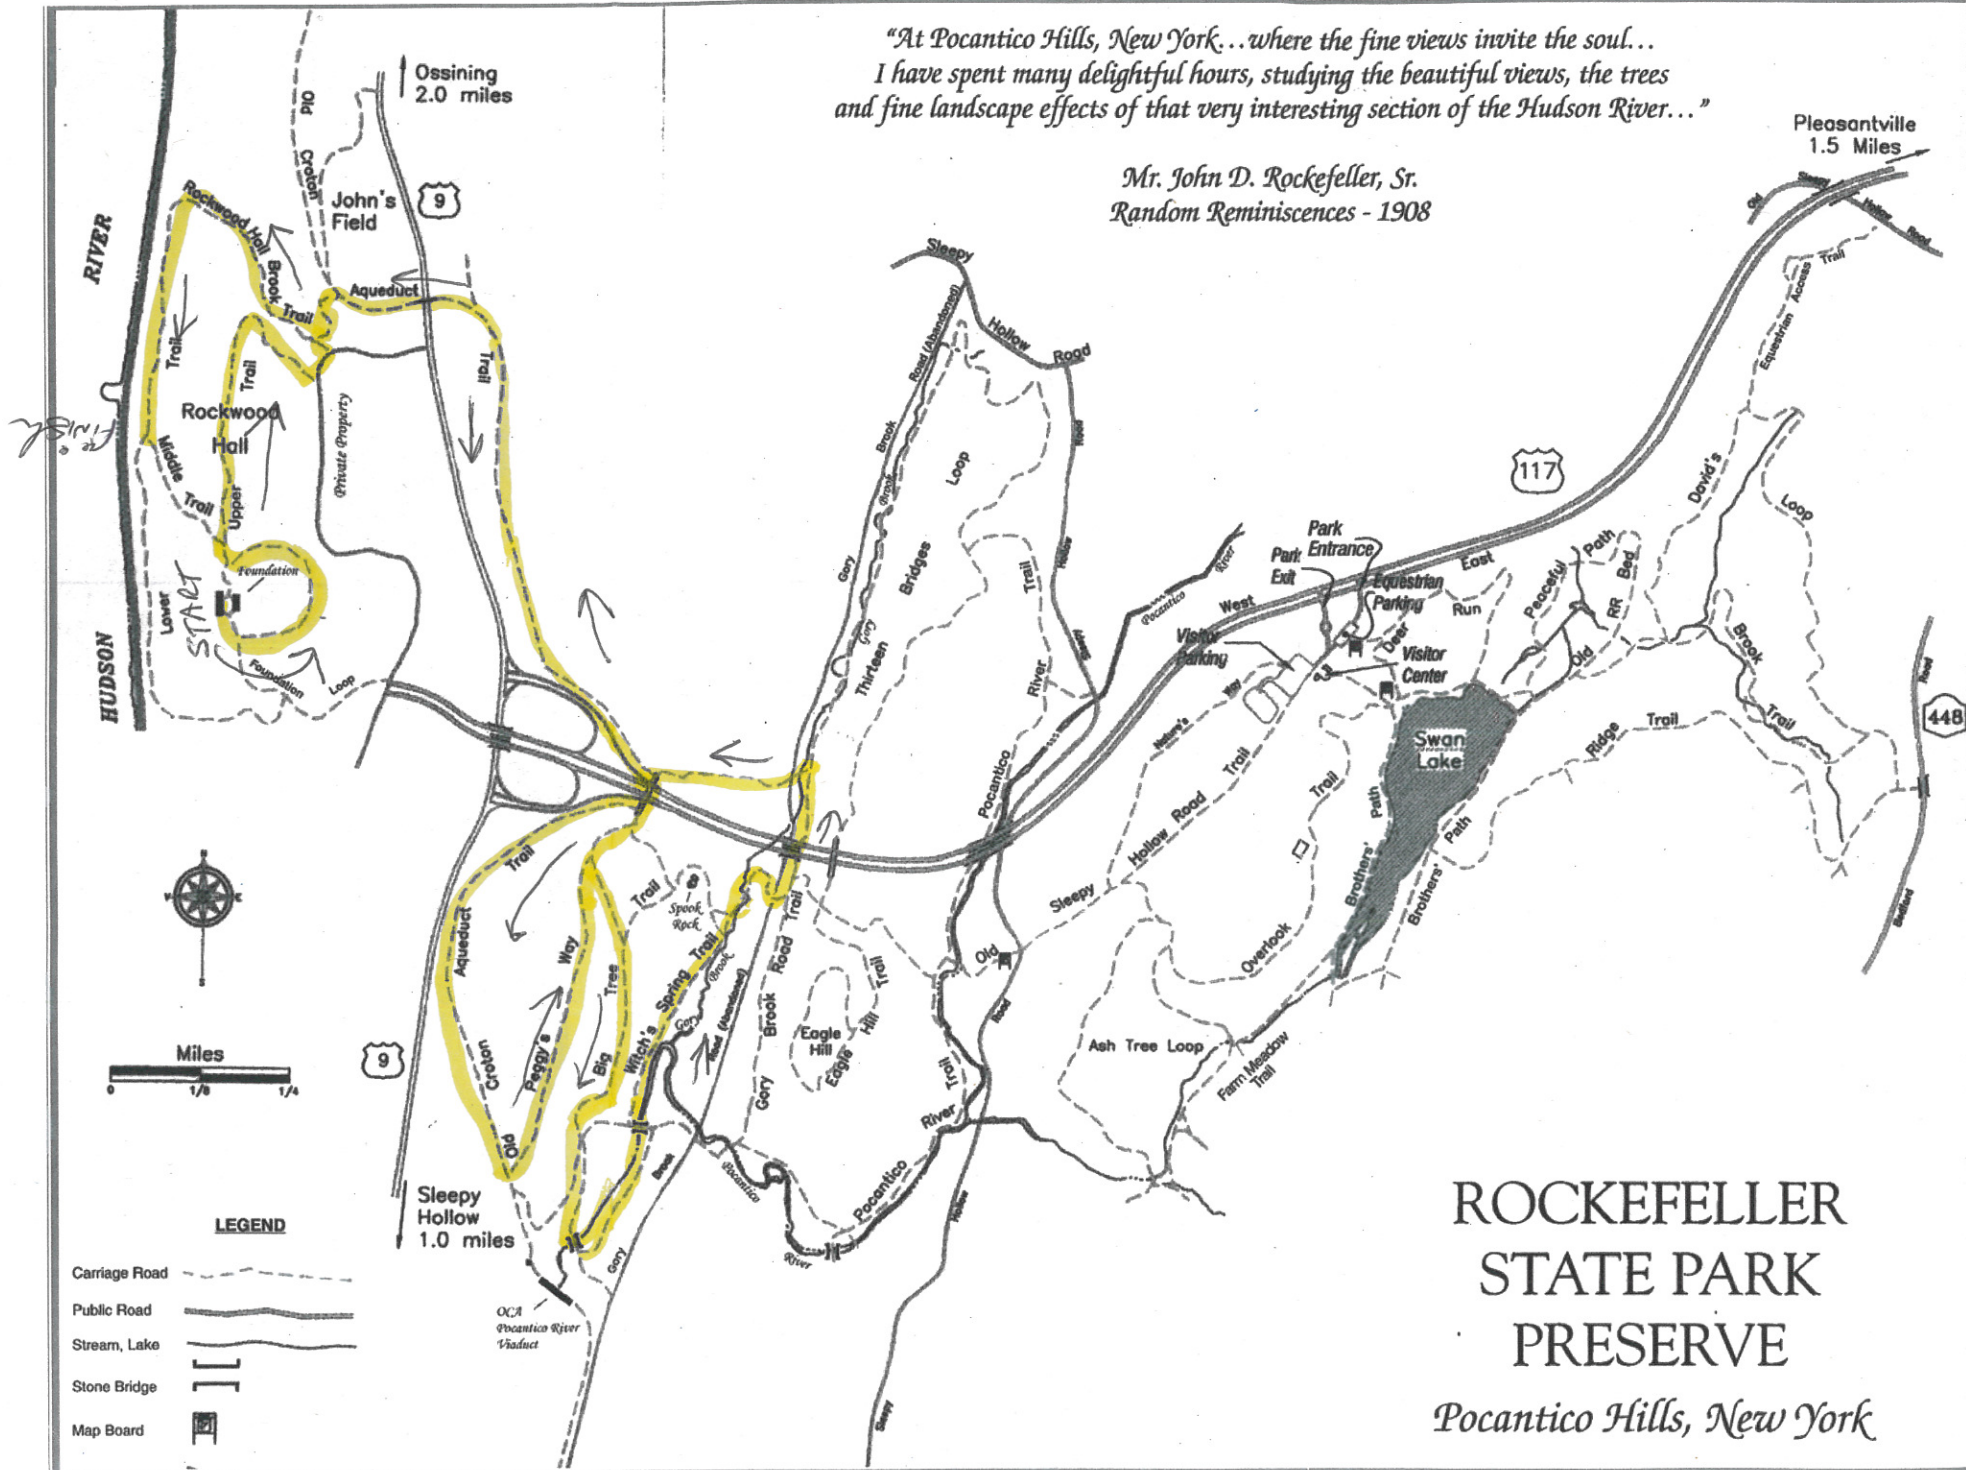 “At Pocantico Hills, New York...where the fine views invite the soul...
I have spent many delightful hours, studying the beautiful views, the trees
and fine landscape effects of that very interesting section of the Hudson River...”
Mr. John D. Rockefeller, Sr.
Random Reminiscences - 1908
Ossining
2.0 miles
Pleasantville
1.5 Miles
Old Sleepy Hollow Road
Old Croton
John's
Field
9
Aqueduct
Trail
RIVER
HUDSON
Rockwood Hall
Brook
Trail
Trail
Trail
Rockwood
Hall
Middle
Trail
Upper
Lower
Private Property
Foundation
START
FINISH
Foundation Loop
Sleepy
Hollow
Road
Road (Abandoned)
Brook
Gory
Brook
Gory
Loop
Bridges
Thirteen
Trail
River
Road
Hollow
Sleepy
Pocantico
River
Pocantico
117
West
East
Park
Entrance
Park
Exit
Equestrian
Parking
Visitor
Parking
Visitor
Center
Deer
Run
Peaceful
Path
Old
RR
Bed
David's
Loop
Equestrian
Access
Trail
Brook
Trail
Ridge
Trail
448
Road
Bedford
Swan
Lake
Nature's
Way
Trail
Hollow Road
Sleepy
Old
Trail
Overlook
Brothers'
Path
Brothers'
Path
Ash Tree Loop
Farm Meadow
Trail
Trail
Aqueduct
Croton
Old
Way
Peggy's
Tree
Big
Trail
Spook
Rock
Trail
Spring
Witch's
Brook
Gory
Road (Abandoned)
Brook
Gory
Trail
Road
Brook
Gory
Eagle
Hill
Trail
Hill
Eagle
Trail
River
Pocantico
Pocantico
River
Road
Hollow
Sleepy
9
Sleepy
Hollow
1.0 miles
OCA
Pocantico River
Viaduct
N
Miles
0 1/8 1/4
LEGEND
Carriage Road
Public Road
Stream, Lake
Stone Bridge
Map Board
ROCKEFELLER
STATE PARK
PRESERVE
Pocantico Hills, New York